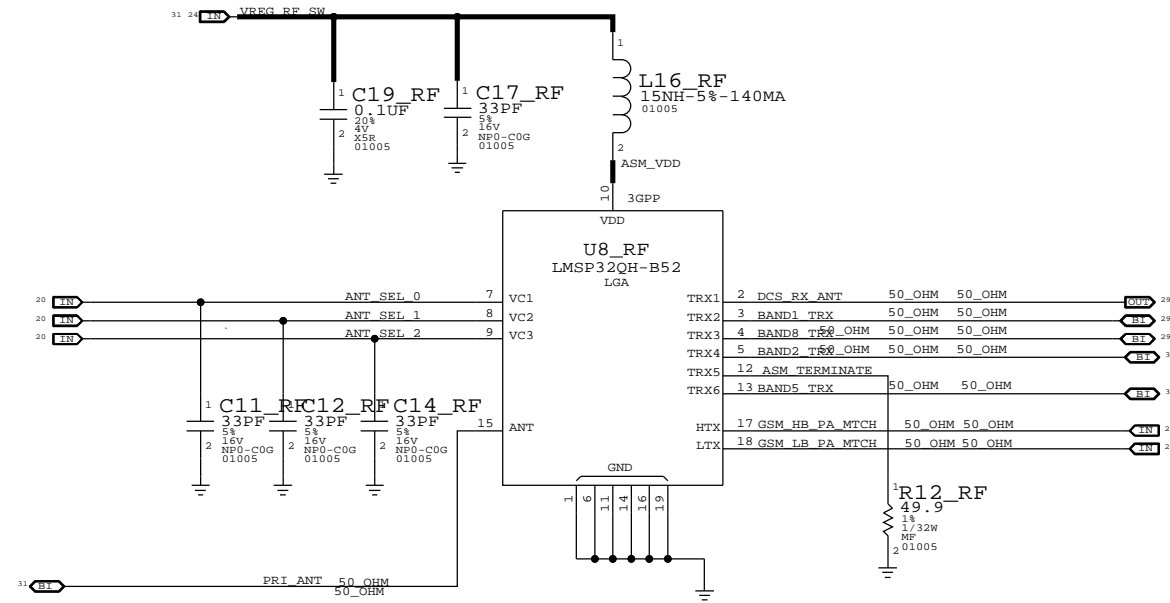 31 24 IN VREG_RF_SW
1
L16_RF
15NH-5%-140MA
01005
2
ASM_VDD
1 C19_RF
0.1UF
20%
4V
2 X5R
01005
1 C17_RF
33PF
5%
16V
2 NP0-C0G
01005
10
3GPP
VDD
U8_RF
LMSP32QH-B52
LGA
20 IN ANT_SEL_0 7 VC1
20 IN ANT_SEL_1 8 VC2
20 IN ANT_SEL_2 9 VC3
TRX1 2 DCS_RX_ANT 50_OHM 50_OHM OUT 29
TRX2 3 BAND1_TRX 50_OHM 50_OHM BI 29
TRX3 4 BAND8_TRX 50_OHM 50_OHM 50_OHM BI 29
TRX4 5 BAND2_TRX 50_OHM 50_OHM 50_OHM BI 3
TRX5 12 ASM_TERMINATE
TRX6 13 BAND5_TRX 50_OHM 50_OHM BI 3
HTX 17 GSM_HB_PA_MTCH 50_OHM 50_OHM IN 2
LTX 18 GSM_LB_PA_MTCH 50_OHM 50_OHM IN 2
1 C11_RF
33PF
5%
16V
2 NP0-C0G
01005
1 C12_RF
33PF
5%
16V
2 NP0-C0G
01005
1 C14_RF
33PF
5%
16V
2 NP0-C0G
01005
15 ANT
GND
1 6 11 14 16 19
1 R12_RF
49.9
1%
1/32W
MF
2 01005
31 BI PRI_ANT 50_OHM
50_OHM